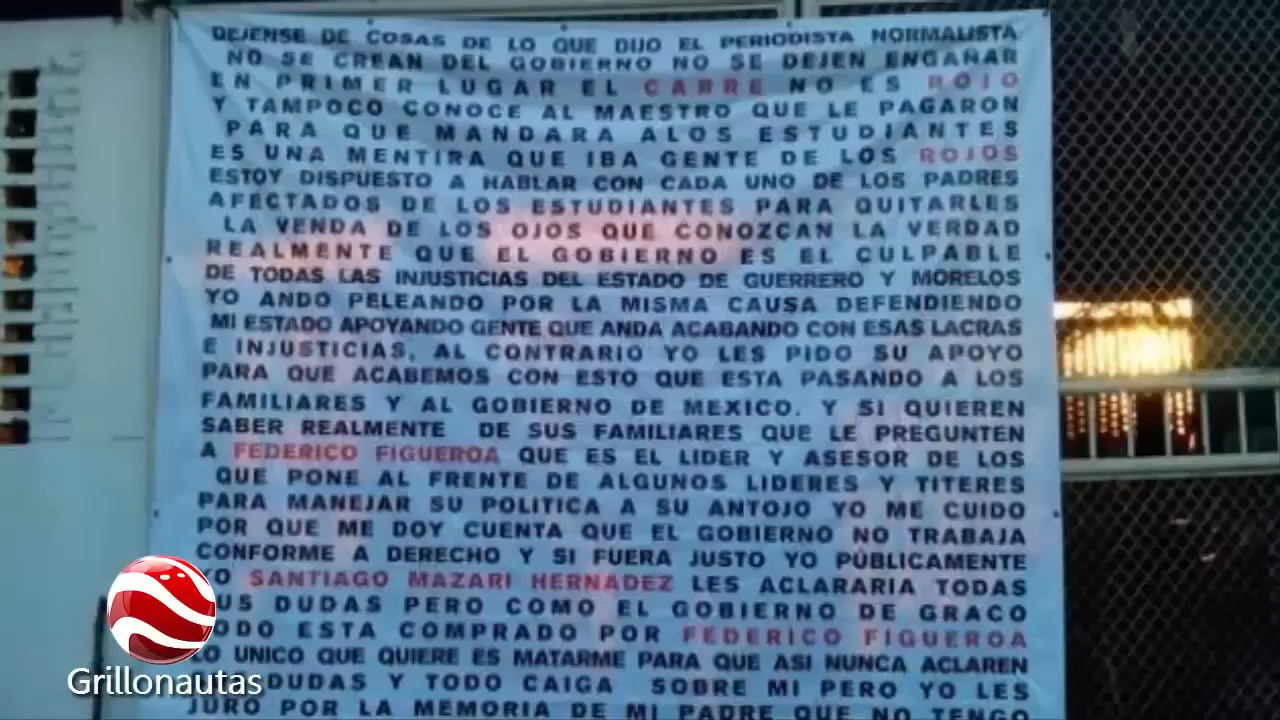 DEJENSE DE COSAS DE LO QUE DIJO EL PERIODISTA NORMALISTA
NO SE CREAN DEL GOBIERNO NO SE DEJEN ENGAÑAR
EN PRIMER LUGAR EL CARRE NO ES ROJO
Y TAMPOCO CONOCE AL MAESTRO QUE LE PAGARON
PARA QUE MANDARA ALOS ESTUDIANTES
ES UNA MENTIRA QUE IBA GENTE DE LOS ROJOS
ESTOY DISPUESTO A HABLAR CON CADA UNO DE LOS PADRES
AFECTADOS DE LOS ESTUDIANTES PARA QUITARLES
LA VENDA DE LOS OJOS QUE CONOZCAN LA VERDAD
REALMENTE QUE EL GOBIERNO ES EL CULPABLE
DE TODAS LAS INJUSTICIAS DEL ESTADO DE GUERRERO Y MORELOS
YO ANDO PELEANDO POR LA MISMA CAUSA DEFENDIENDO
MI ESTADO APOYANDO GENTE QUE ANDA ACABANDO CON ESAS LACRAS
E INJUSTICIAS, AL CONTRARIO YO LES PIDO SU APOYO
PARA QUE ACABEMOS CON ESTO QUE ESTA PASANDO A LOS
FAMILIARES Y AL GOBIERNO DE MEXICO. Y SI QUIEREN
SABER REALMENTE DE SUS FAMILIARES QUE LE PREGUNTEN
A FEDERICO FIGUEROA QUE ES EL LIDER Y ASESOR DE LOS
QUE PONE AL FRENTE DE ALGUNOS LIDERES Y TITERES
PARA MANEJAR SU POLITICA A SU ANTOJO YO ME CUIDO
POR QUE ME DOY CUENTA QUE EL GOBIERNO NO TRABAJA
CONFORME A DERECHO Y SI FUERA JUSTO YO PÚBLICAMENTE
YO SANTIAGO MAZARI HERNADEZ LES ACLARARIA TODAS
US DUDAS PERO COMO EL GOBIERNO DE GRACO
ODO ESTA COMPRADO POR FEDERICO FIGUEROA
LO UNICO QUE QUIERE ES MATARME PARA QUE ASI NUNCA ACLAREN
DUDAS Y TODO CAIGA SOBRE MI PERO YO LES
JURO POR LA MEMORIA DE MI PADRE QUE NO TENGO
Grillonautas